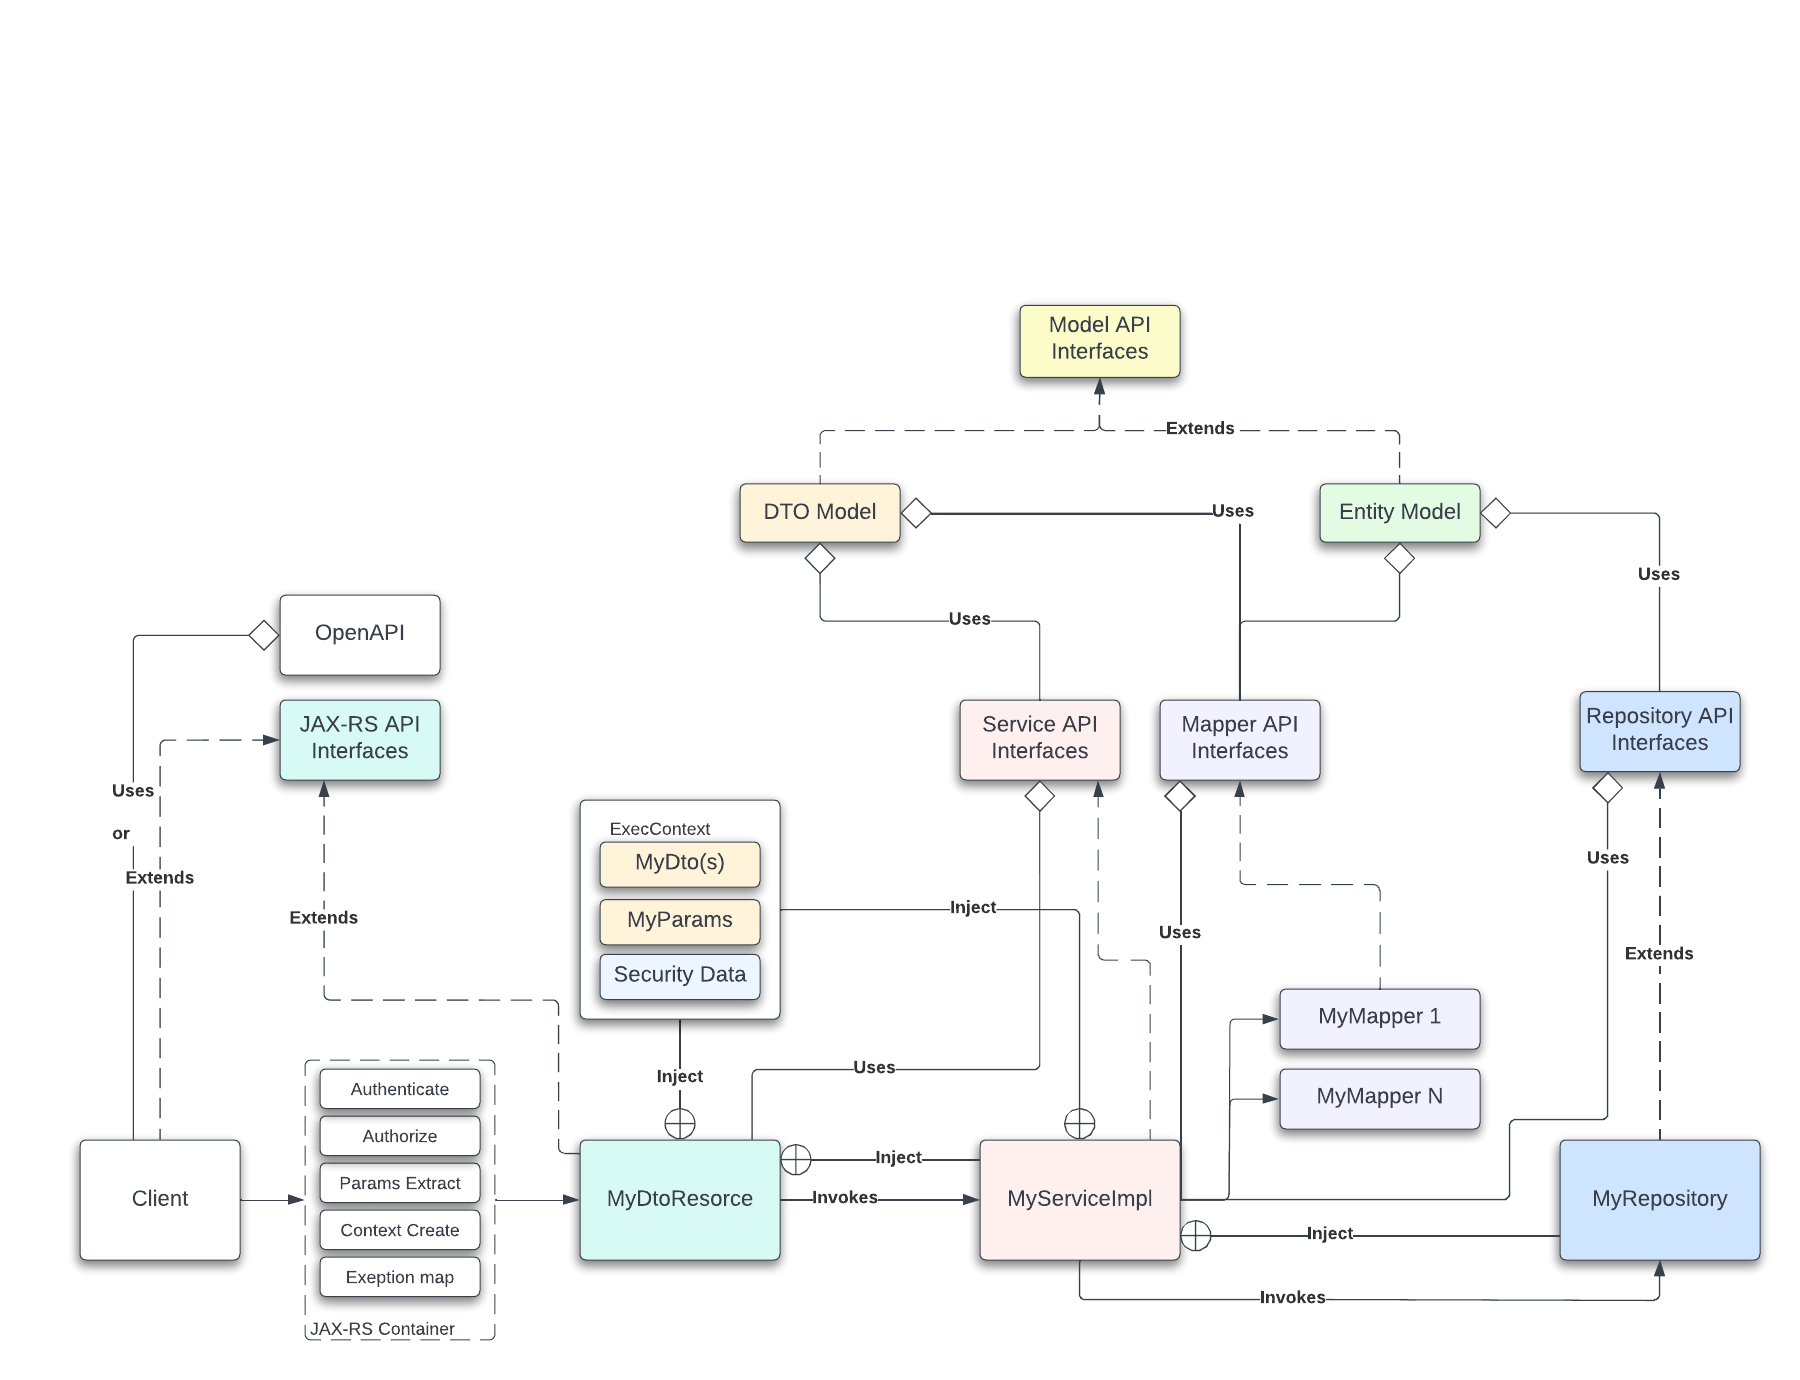 Model API
Interfaces
Extends
DTO Model
Uses
Entity Model
Uses
Uses
OpenAPI
JAX-RS API
Interfaces
Service API
Interfaces
Mapper API
Interfaces
Repository API
Interfaces
Uses
or
Extends
Extends
ExecContext
MyDto(s)
MyParams
Security Data
Inject
Uses
Uses
Extends
MyMapper 1
MyMapper N
Inject
Uses
Authenticate
Authorize
Params Extract
Context Create
Exeption map
JAX-RS Container
Client
MyDtoResorce
Inject
Invokes
MyServiceImpl
Inject
Invokes
MyRepository